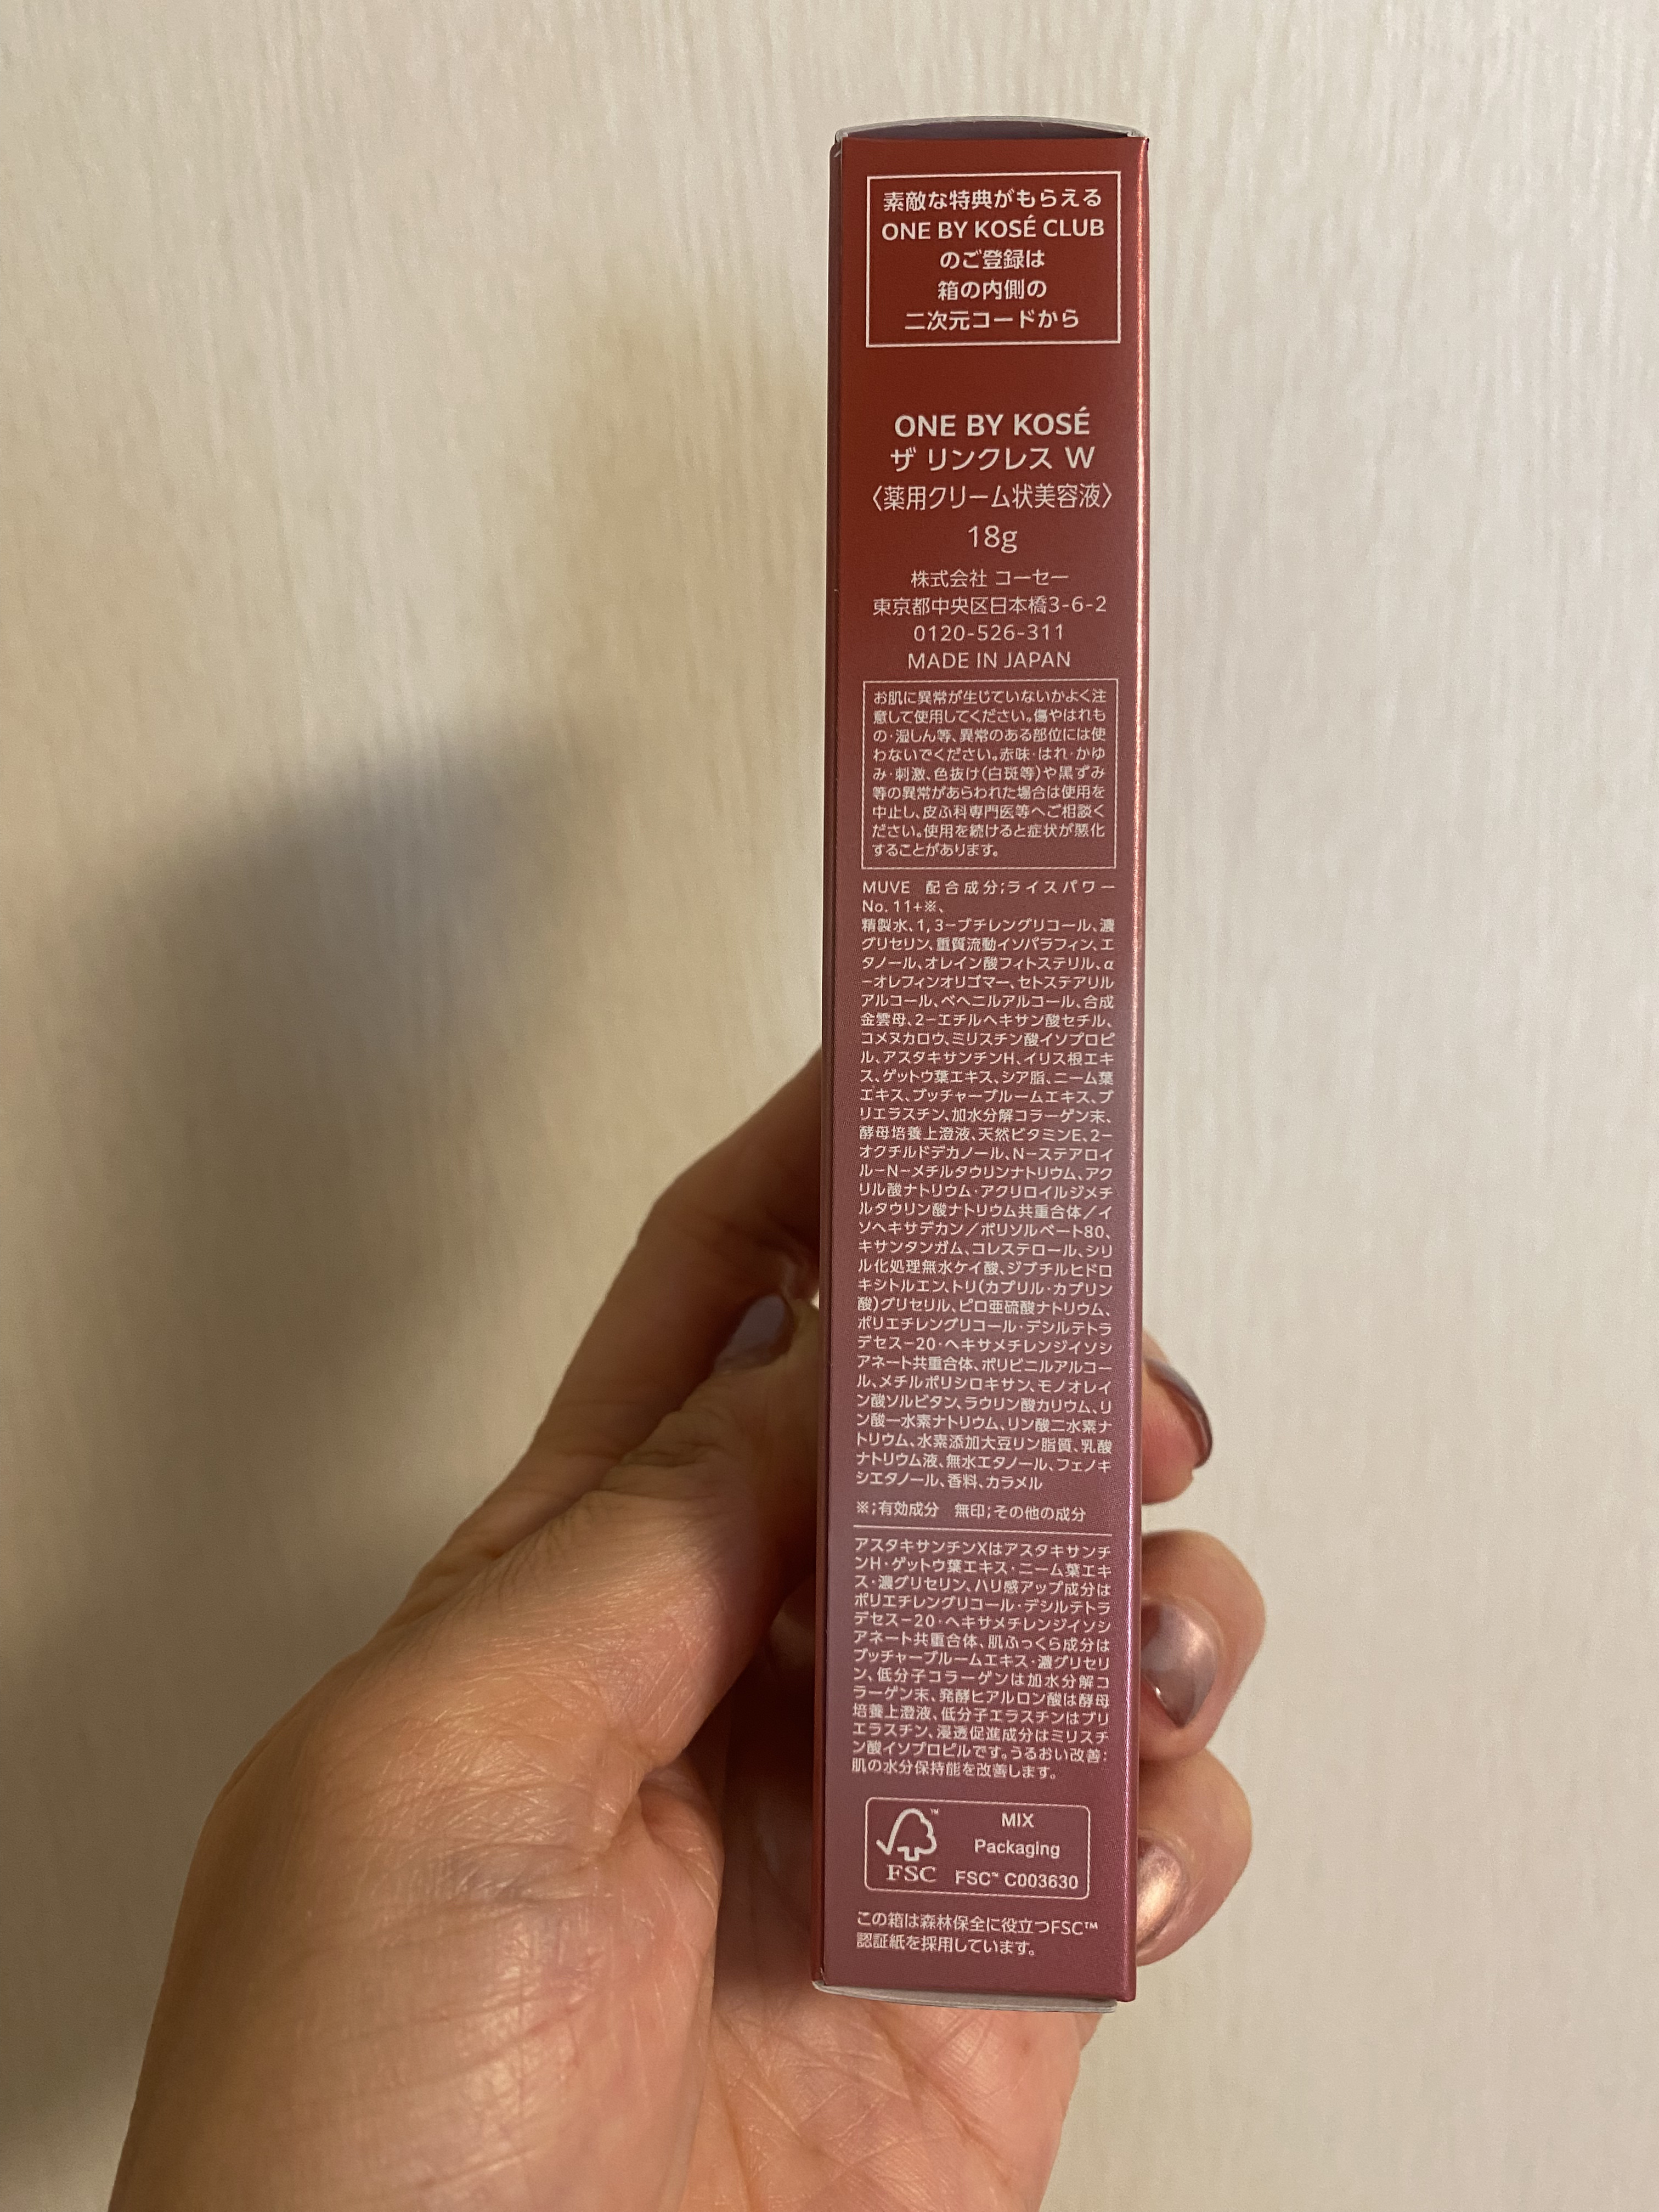 素敵な特典がもらえる
ONE BY KOSÉ CLUB
のご登録は
箱の内側の
二次元コードから
ONE BY KOSÉ
ザ リンクレス W
〈薬用クリーム状美容液〉
18g
株式会社 コーセー
東京都中央区日本橋3-6-2
0120-526-311
MADE IN JAPAN
お肌に異常が生じていないかよく注
意して使用してください。傷やはれも
の・湿しん等、異常のある部位には使
わないでください。赤味・はれ・かゆ
み・刺激、色抜け(白斑等)や黒ずみ
等の異常があらわれた場合は使用を
中止し、皮ふ科専門医等へご相談く
ださい。使用を続けると症状が悪化
することがあります。
MUVE 配合成分;ライスパワー
No.11+※、
精製水、1,3-ブチレングリコール、濃
グリセリン、重質流動イソパラフィン、エ
タノール、オレイン酸フィトステリル、α
-オレフィンオリゴマー、セトステアリル
アルコール、ベヘニルアルコール、合成
金雲母、2-エチルヘキサン酸セチル、
コメヌカロウ、ミリスチン酸イソプロピ
ル、アスタキサンチンH、イリス根エキ
ス、ゲットウ葉エキス、シア脂、ニーム葉
エキス、ブッチャーブルームエキス、プ
リエラスチン、加水分解コラーゲン末、
酵母培養上澄液、天然ビタミンE、2-
オクチルドデカノール、N-ステアロイ
ル-N-メチルタウリンナトリウム、アク
リル酸ナトリウム・アクリロイルジメチ
ルタウリン酸ナトリウム共重合体/イ
ソヘキサデカン/ポリソルベート80、
キサンタンガム、コレステロール、シリ
ル化処理無水ケイ酸、ジブチルヒドロ
キシトルエン、トリ(カプリル・カプリン
酸)グリセリル、ピロ亜硫酸ナトリウム、
ポリエチレングリコール・デシルテトラ
デセス-20・ヘキサメチレンジイソシ
アネート共重合体、ポリビニルアルコー
ル、メチルポリシロキサン、モノオレイ
ン酸ソルビタン、ラウリン酸カリウム、リ
ン酸一水素ナトリウム、リン酸二水素ナ
トリウム、水素添加大豆リン脂質、乳酸
ナトリウム液、無水エタノール、フェノキ
シエタノール、香料、カラメル
※;有効成分 無印;その他の成分
アスタキサンチンXはアスタキサンチ
ンH・ゲットウ葉エキス・ニーム葉エキ
ス・濃グリセリン、ハリ感アップ成分は
ポリエチレングリコール・デシルテトラ
デセス-20・ヘキサメチレンジイソシ
アネート共重合体、肌ふっくら成分は
ブッチャーブルームエキス・濃グリセリ
ン、低分子コラーゲンは加水分解コ
ラーゲン末、発酵ヒアルロン酸は酵母
培養上澄液、低分子エラスチンはプリ
エラスチン、浸透促進成分はミリスチ
ン酸イソプロピルです。うるおい改善:
肌の水分保持能を改善します。
FSC™
MIX
Packaging
FSC™ C003630
この箱は森林保全に役立つFSC™
認証紙を採用しています。